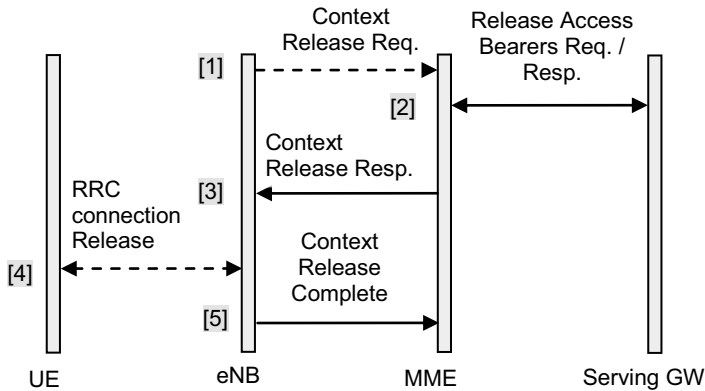 Context
Release Req.
Release Access
Bearers Req. /
Resp.
[1]
[2]
Context
Release Resp.
[3]
RRC
connection
Release
[4]
Context
Release
Complete
[5]
UE
eNB
MME
Serving GW